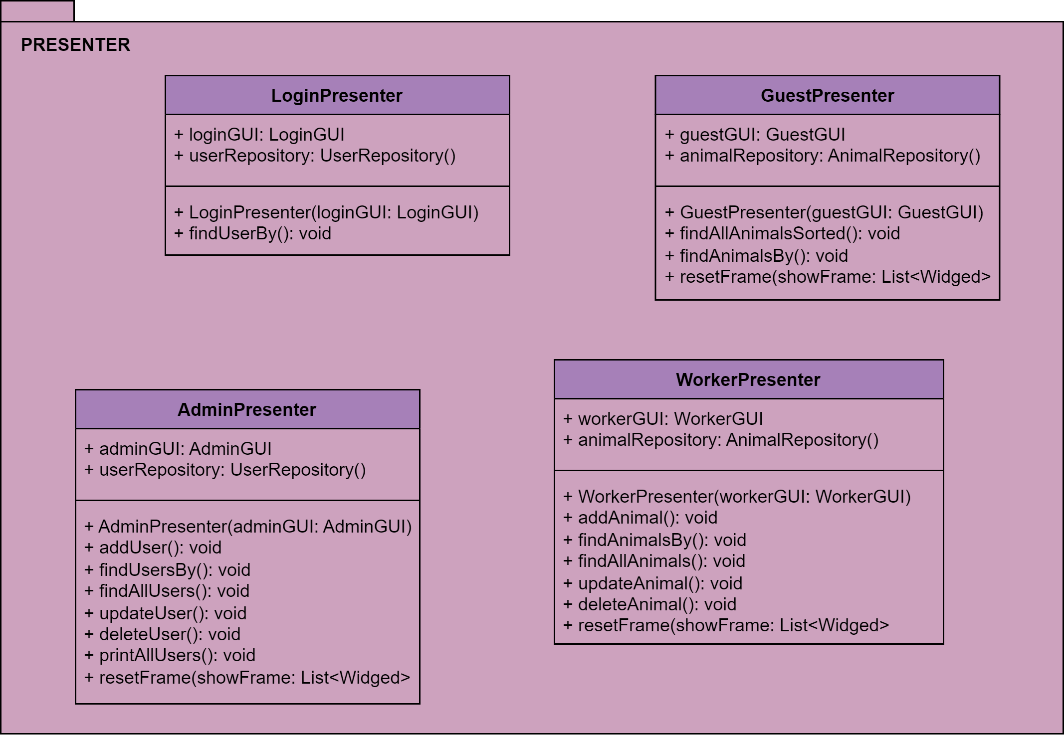 PRESENTER
LoginPresenter
+ loginGUI: LoginGUI
+ userRepository: UserRepository()
+ LoginPresenter(loginGUI: LoginGUI)
+ findUserBy(): void
GuestPresenter
+ guestGUI: GuestGUI
+ animalRepository: AnimalRepository()
+ GuestPresenter(guestGUI: GuestGUI)
+ findAllAnimalsSorted(): void
+ findAnimalsBy(): void
+ resetFrame(showFrame: List<Widged>
AdminPresenter
+ adminGUI: AdminGUI
+ userRepository: UserRepository()
+ AdminPresenter(adminGUI: AdminGUI)
+ addUser(): void
+ findUsersBy(): void
+ findAllUsers(): void
+ updateUser(): void
+ deleteUser(): void
+ printAllUsers(): void
+ resetFrame(showFrame: List<Widged>
WorkerPresenter
+ workerGUI: WorkerGUI
+ animalRepository: AnimalRepository()
+ WorkerPresenter(workerGUI: WorkerGUI)
+ addAnimal(): void
+ findAnimalsBy(): void
+ findAllAnimals(): void
+ updateAnimal(): void
+ deleteAnimal(): void
+ resetFrame(showFrame: List<Widged>